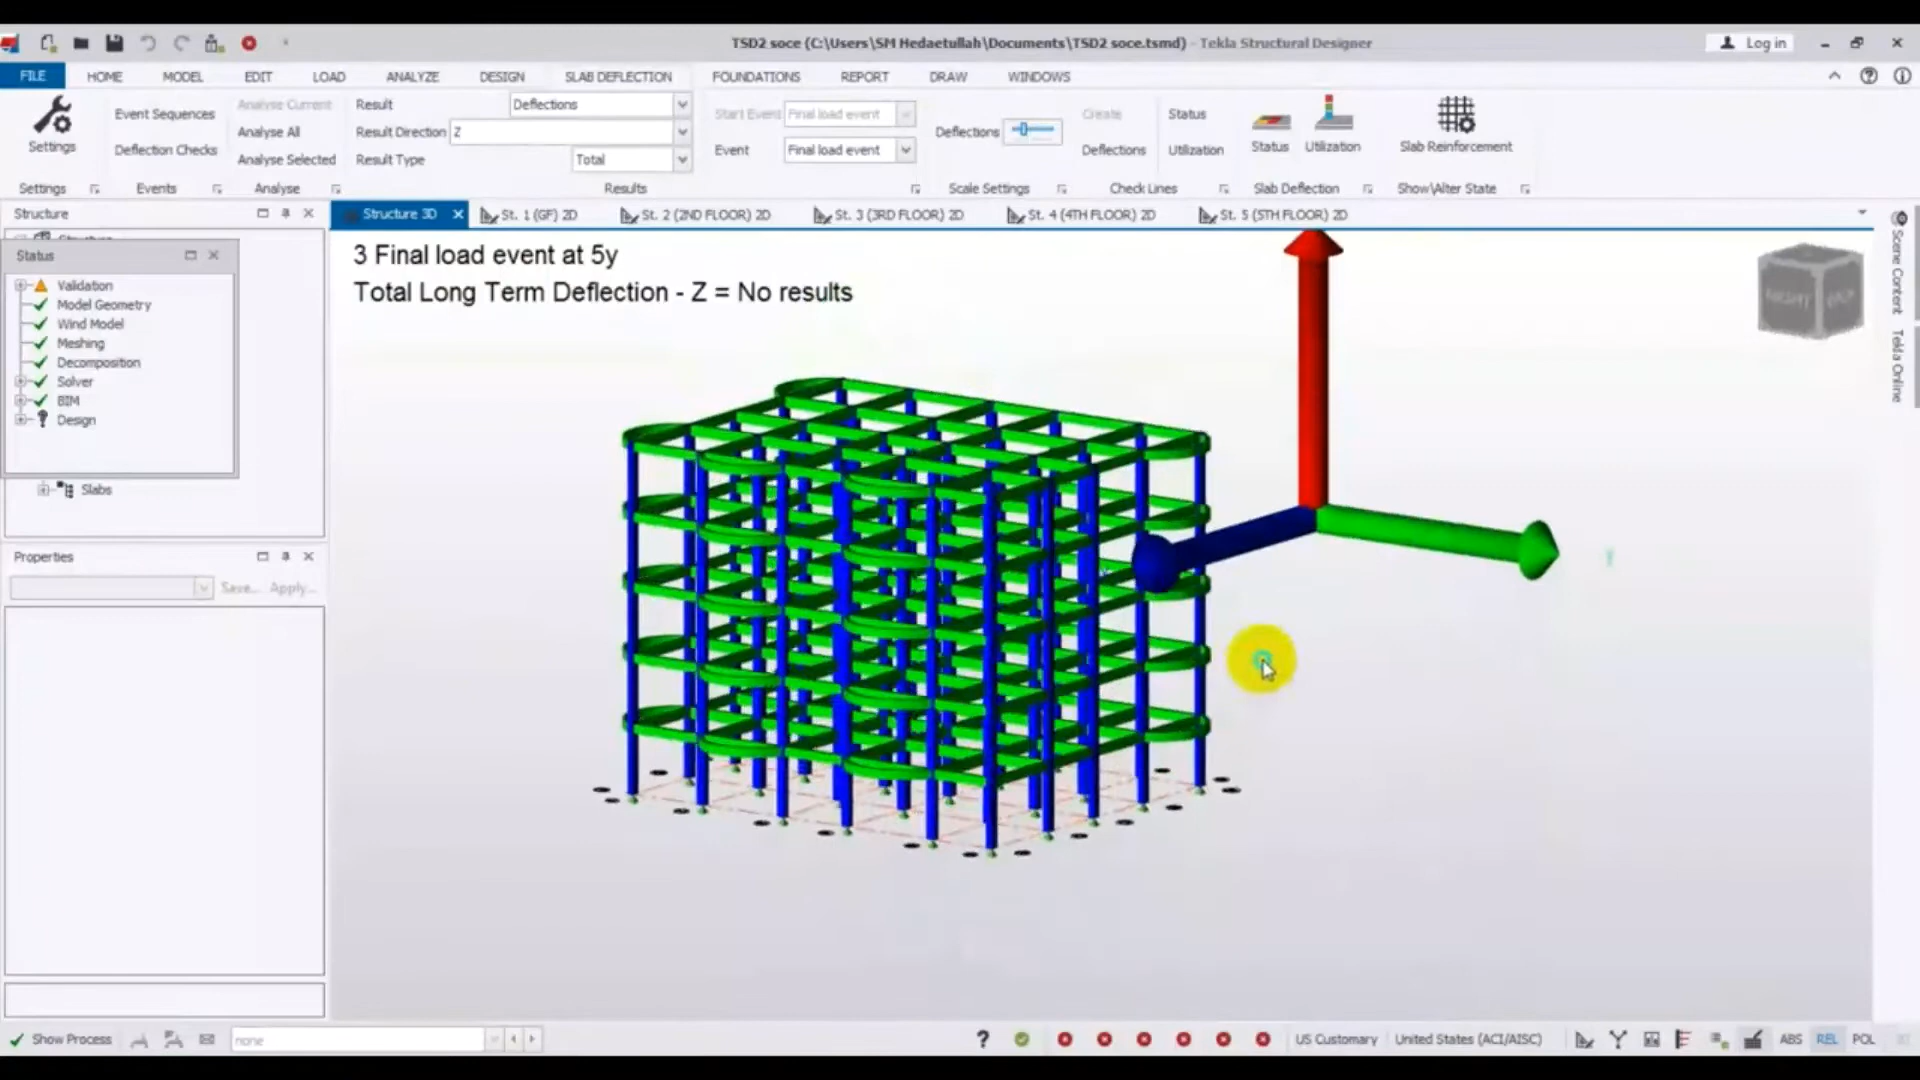 TSD2 soce (C:\Users\SM Hedaetullah\Documents\TSD2 soce.tsmd) - Tekla Structural Designer
Log in
FILE
HOME
MODEL
EDIT
LOAD
ANALYZE
DESIGN
SLAB DEFLECTION
FOUNDATIONS
REPORT
DRAW
WINDOWS
Settings
Event Sequences
Deflection Checks
Analyse Current
Analyse All
Analyse Selected
Result
Deflections
Result Direction
Z
Result Type
Total
Start Event
Final load event
Event
Final load event
Deflections
Create
Deflections
Status
Utilization
Status
Utilization
Slab Reinforcement
Settings
Events
Analyse
Results
Scale Settings
Check Lines
Slab Deflection
Show\Alter State
Structure
Structure 3D
St. 1 (GF) 2D
St. 2 (2ND FLOOR) 2D
St. 3 (3RD FLOOR) 2D
St. 4 (4TH FLOOR) 2D
St. 5 (5TH FLOOR) 2D
Status
Validation
Model Geometry
Wind Model
Meshing
Decomposition
Solver
BIM
Design
Slabs
3 Final load event at 5y
Total Long Term Deflection - Z = No results
Scene Content
Tekla Online
Properties
Save...
Apply...
Show Process
none
US Customary
United States (ACI/AISC)
ABS
REL
POL